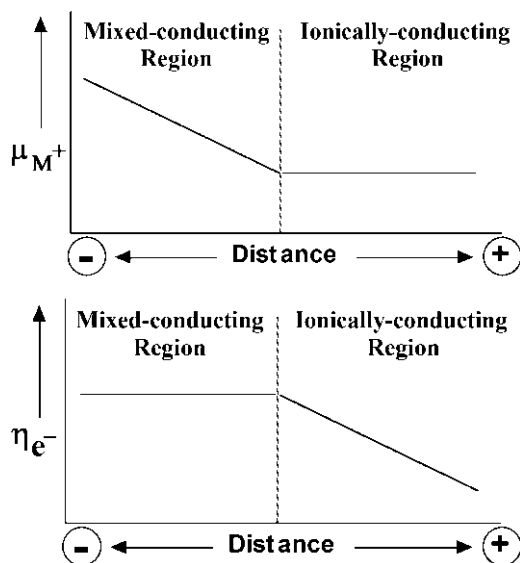 Mixed-conducting Region
Ionically-conducting Region
μM+
- Distance +
Mixed-conducting Region
Ionically-conducting Region
ηe-
- Distance +